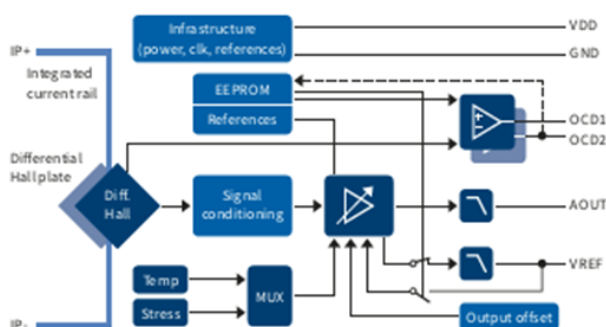 Infrastructure
(power, clk, references)
VDD
GND
IP+
Integrated
current rail
EEPROM
References
OCD1
OCD2
Differential
Hall plate
Diff.
Hall
Signal
conditioning
AOUT
Temp
Stress
MUX
VREF
Output offset
IP-